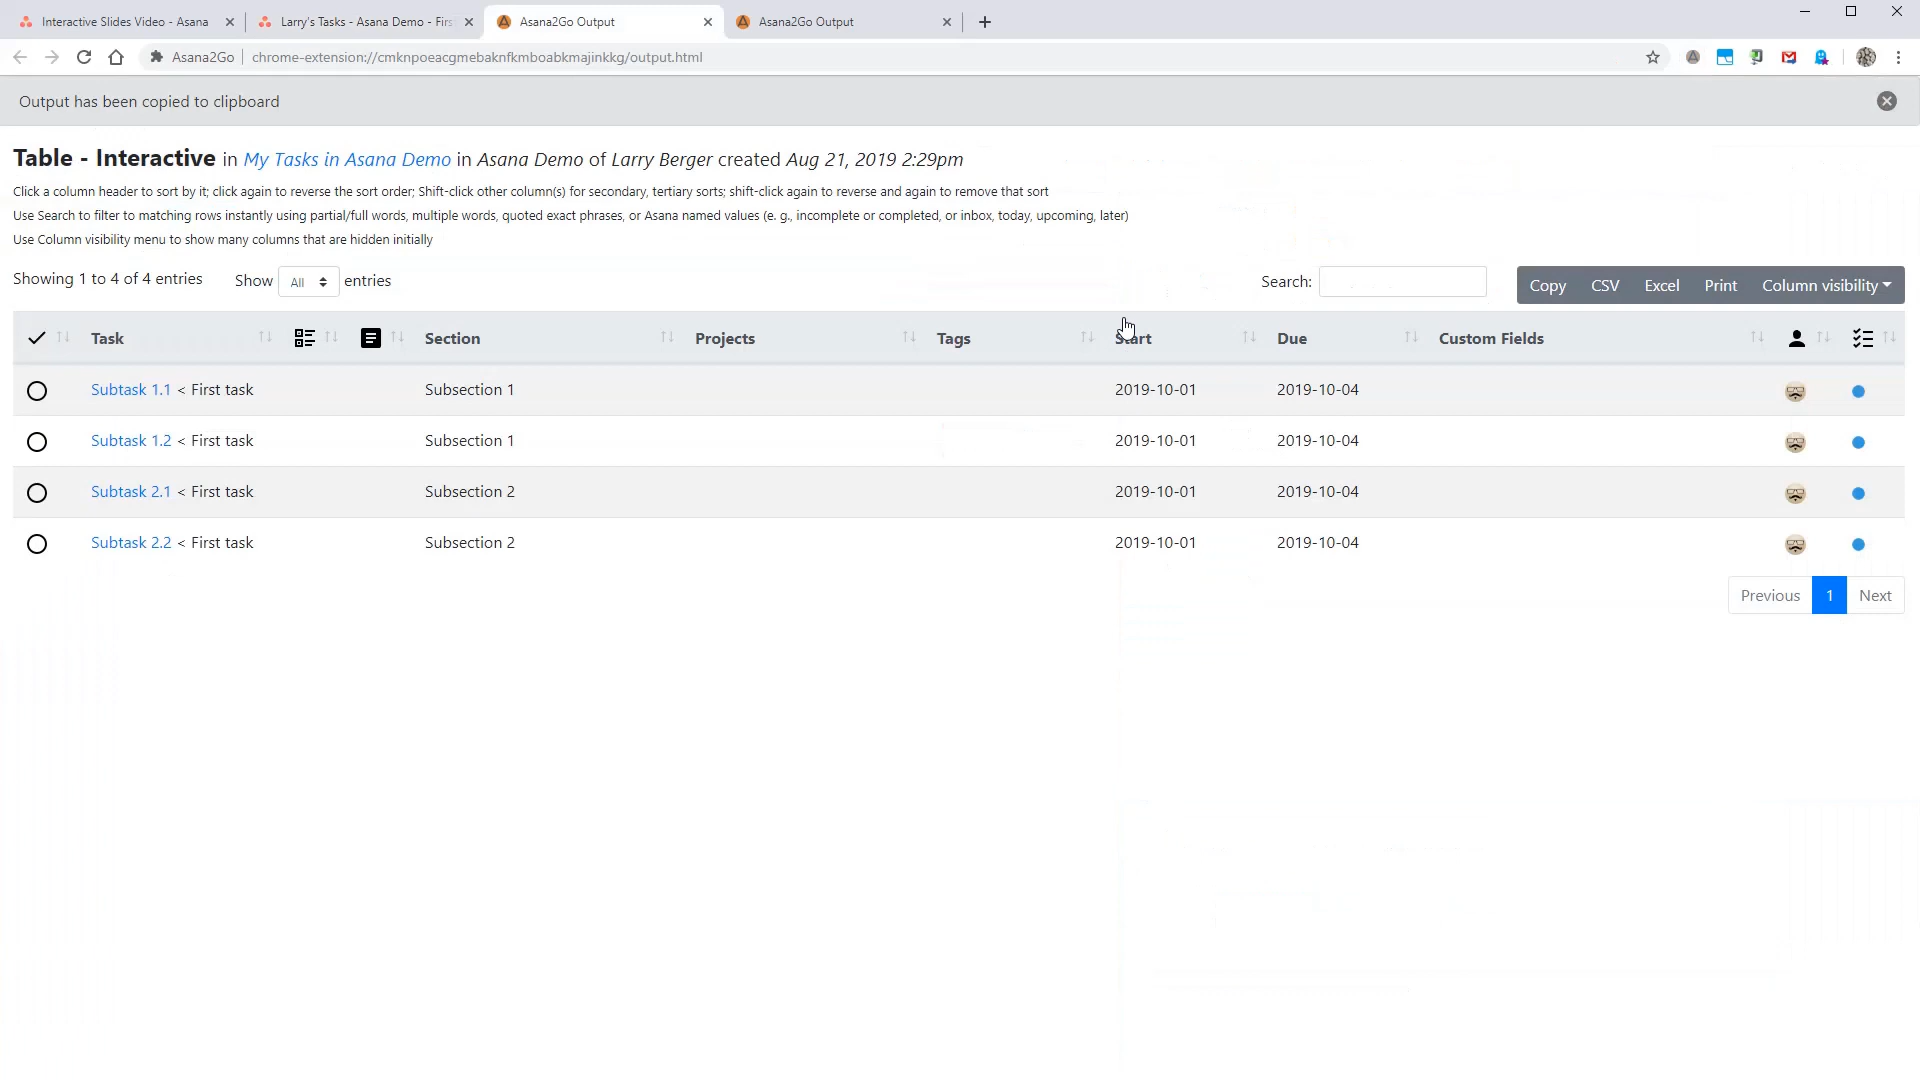 Interactive Slides Video - Asana
Larry's Tasks - Asana Demo - Firs
Asana2Go Output
Asana2Go Output
Asana2Go
chrome-extension://cmknpoeacgmebaknfkmboabkmajinkkg/output.html
Output has been copied to clipboard
Table - Interactive in My Tasks in Asana Demo in Asana Demo of Larry Berger created Aug 21, 2019 2:29pm
Click a column header to sort by it; click again to reverse the sort order; Shift-click other column(s) for secondary, tertiary sorts; shift-click again to reverse and again to remove that sort
Use Search to filter to matching rows instantly using partial/full words, multiple words, quoted exact phrases, or Asana named values (e. g., incomplete or completed, or inbox, today, upcoming, later)
Use Column visibility menu to show many columns that are hidden initially
Showing 1 to 4 of 4 entries Show All entries Search: Copy CSV Excel Print Column visibility
Task Section Projects Tags Start Due Custom Fields
Subtask 1.1 < First task Subsection 1 2019-10-01 2019-10-04
Subtask 1.2 < First task Subsection 1 2019-10-01 2019-10-04
Subtask 2.1 < First task Subsection 2 2019-10-01 2019-10-04
Subtask 2.2 < First task Subsection 2 2019-10-01 2019-10-04
Previous 1 Next